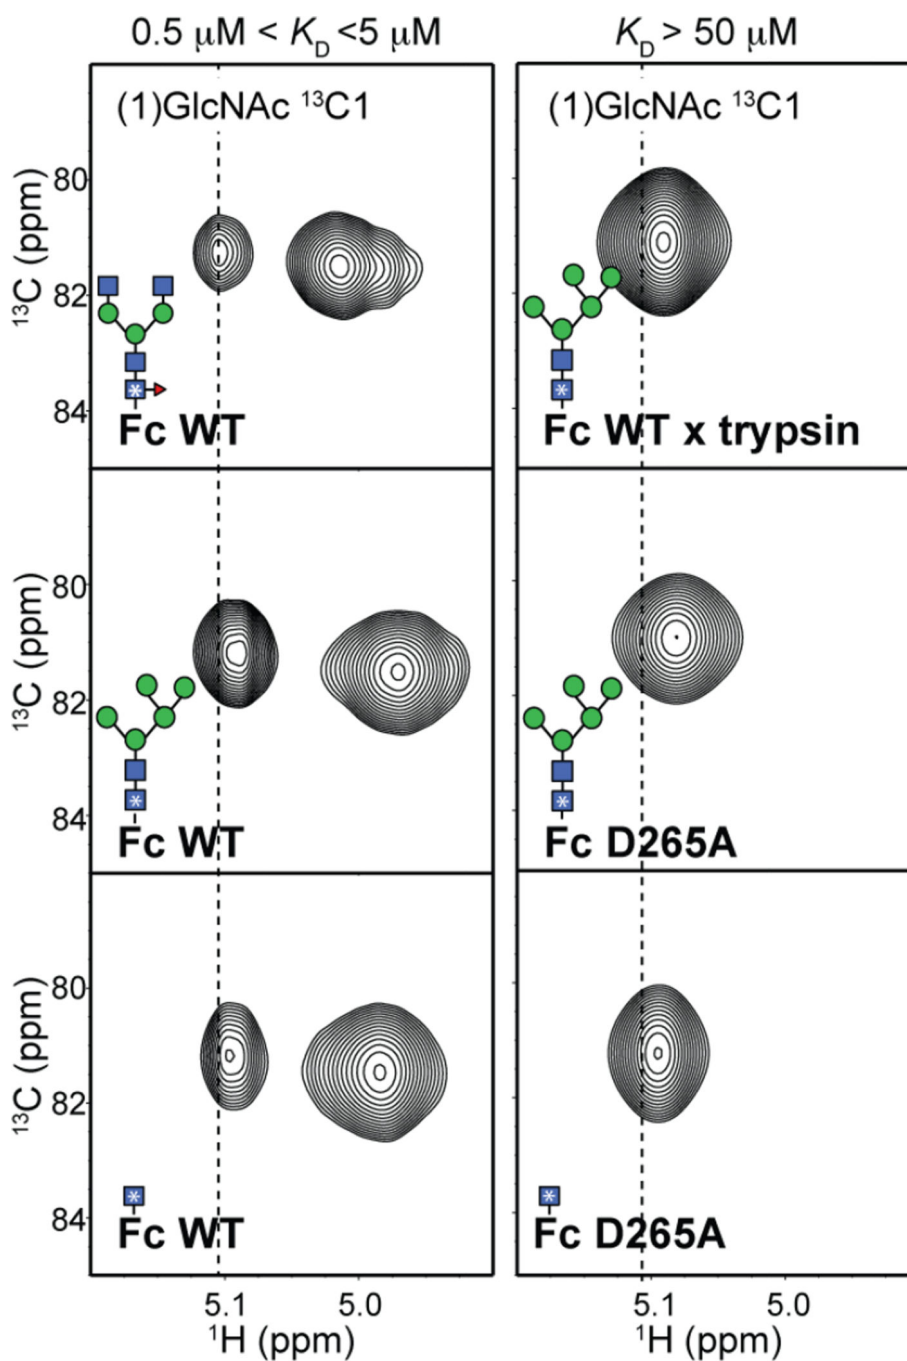 0.5 μM < K_D <5 μM
K_D > 50 μM
(1)GlcNAc ¹³C1
(1)GlcNAc ¹³C1
¹³C (ppm)
80
82
84
Fc WT
Fc WT x trypsin
¹³C (ppm)
80
82
84
Fc WT
Fc D265A
¹³C (ppm)
80
82
84
Fc WT
Fc D265A
5.1 5.0
5.1 5.0
¹H (ppm)
¹H (ppm)